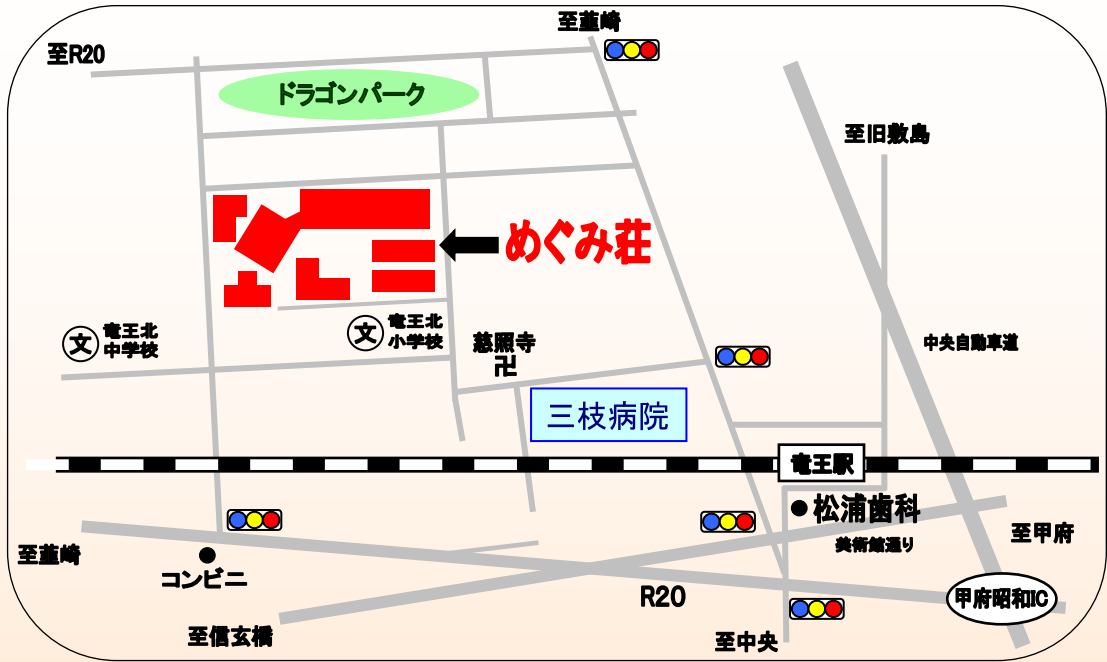 至韮崎
至R20
ドラゴンパーク
至旧敷島
めぐみ荘
文
竜王北
中学校
文
竜王北
小学校
慈照寺
卍
中央自動車道
三枝病院
竜王駅
松浦歯科
美術館通り
至甲府
至韮崎
コンビニ
R20
甲府昭和IC
至信玄橋
至中央